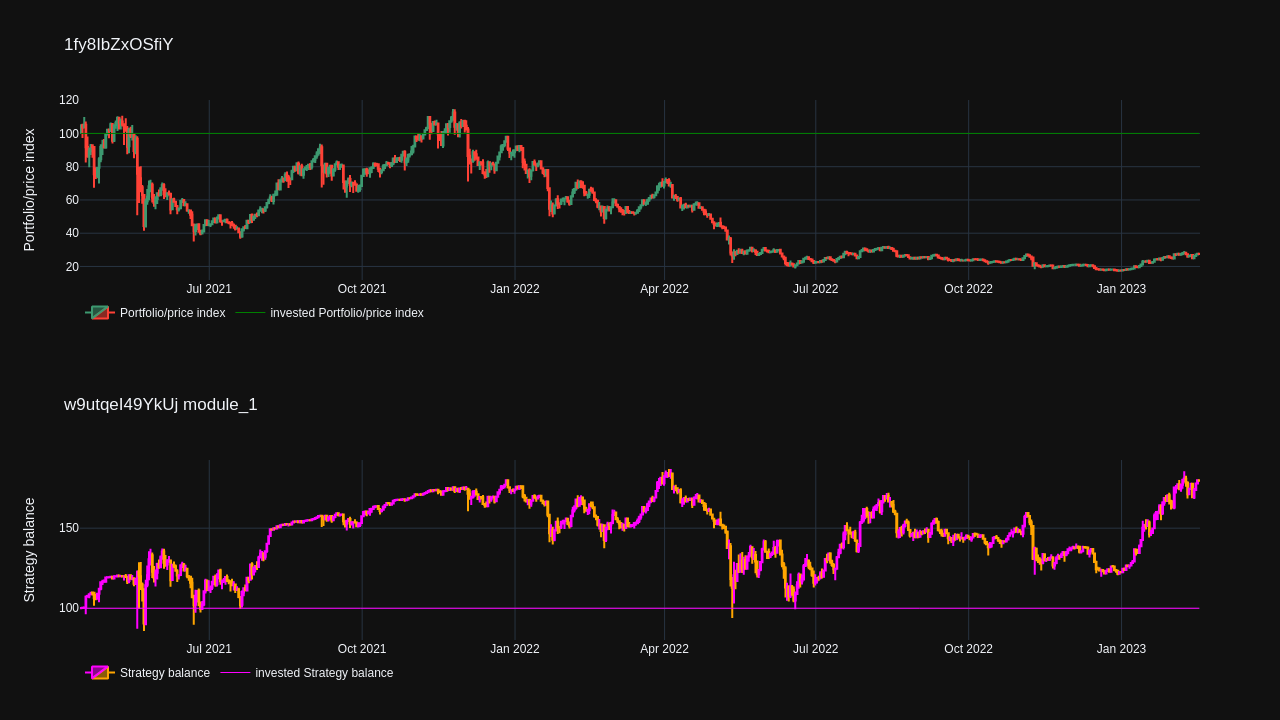 1fy8IbZxOSfiY
Portfolio/price index
120
100
80
60
40
20
Jul 2021
Oct 2021
Jan 2022
Apr 2022
Jul 2022
Oct 2022
Jan 2023
Portfolio/price index
invested Portfolio/price index
w9utqeI49YkUj module_1
Strategy balance
150
100
Jul 2021
Oct 2021
Jan 2022
Apr 2022
Jul 2022
Oct 2022
Jan 2023
Strategy balance
invested Strategy balance